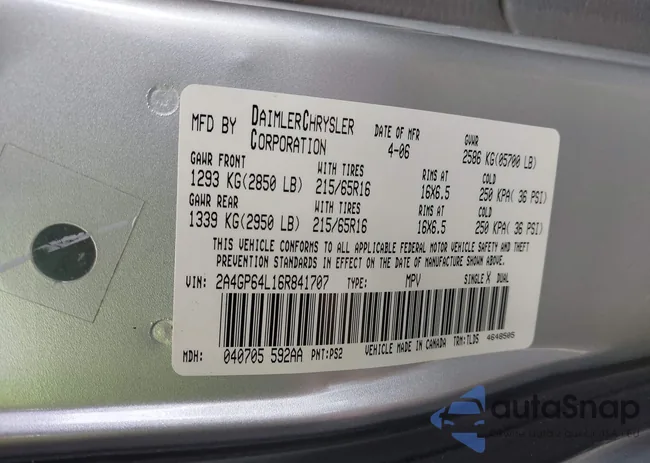 MFD BY DAIMLERCHRYSLER CORPORATION DATE OF MFR 4-06 GVWR 2586 KG(05700 LB)
GAWR FRONT WITH TIRES RIMS AT COLD
1293 KG(2850 LB) 215/65R16 16X6.5 250 KPA( 36 PSI)
GAWR REAR WITH TIRES RIMS AT COLD
1339 KG(2950 LB) 215/65R16 16X6.5 250 KPA( 36 PSI)
THIS VEHICLE CONFORMS TO ALL APPLICABLE FEDERAL MOTOR VEHICLE SAFETY AND THEFT
PREVENTION STANDARDS IN EFFECT ON THE DATE OF MANUFACTURE SHOWN ABOVE.
VIN: 2A4GP64L16R841707 TYPE: MPV SINGLE X DUAL
MDH: 040705 592AA PNT:PS2 VEHICLE MADE IN CANADA TRM:TLDS 4648505
autoSnap